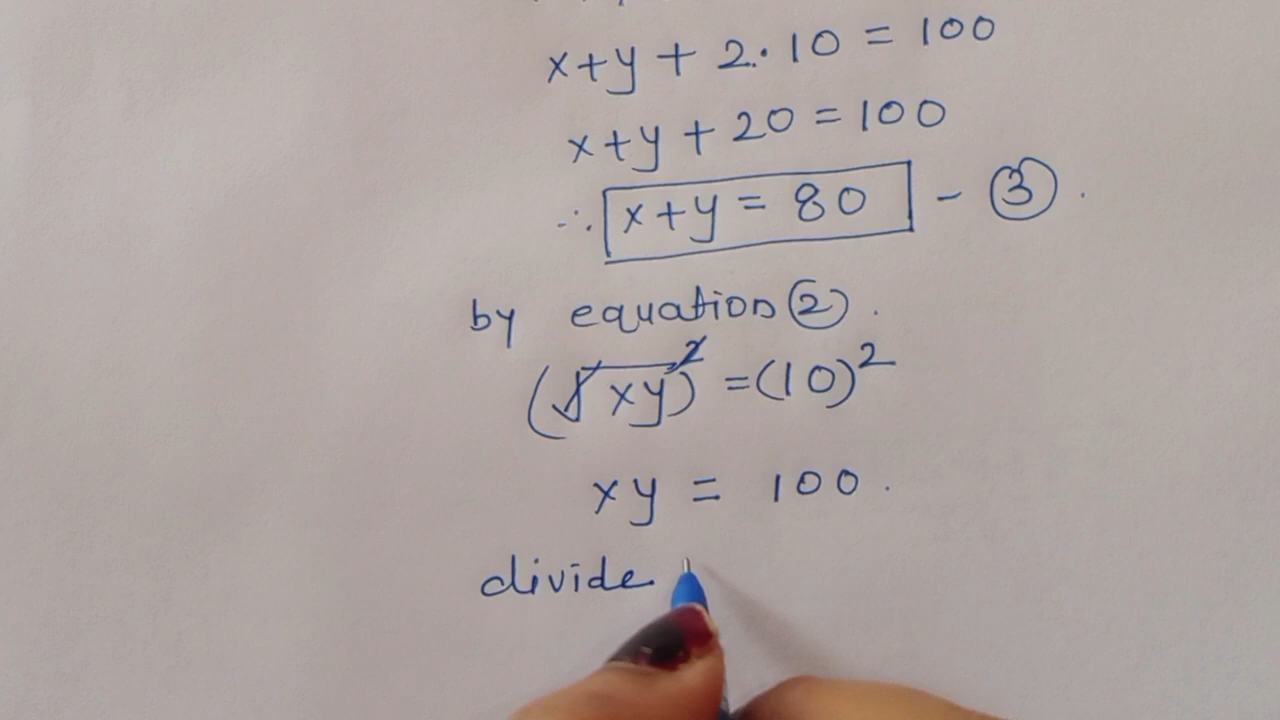 x+y + 2·10 = 100
x+y + 20 = 100
∴ x+y = 80 - ③.
by equation ②.
(√xy)² = (10)²
xy = 100.
divide